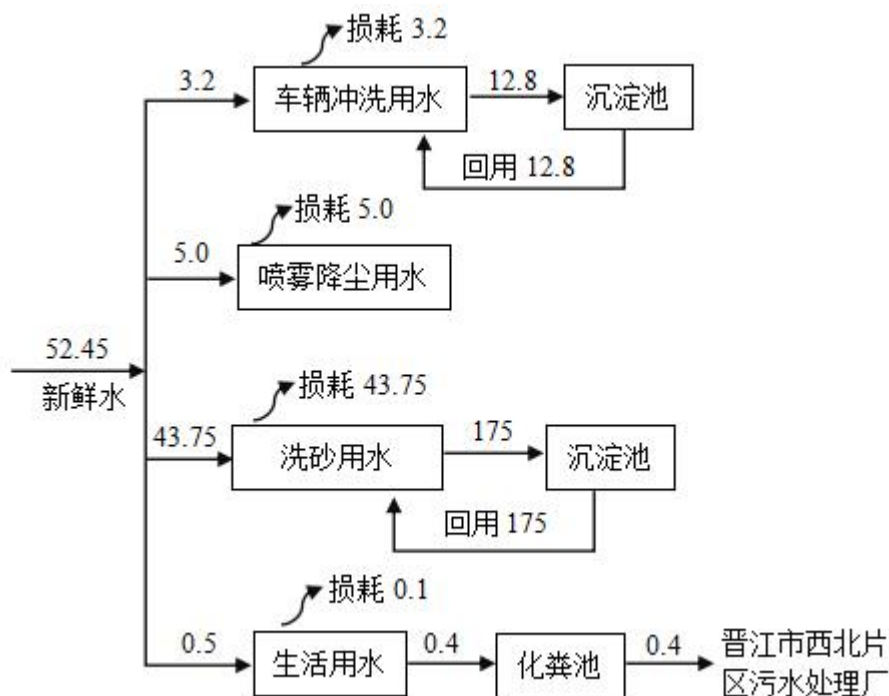 损耗 3.2
3.2
车辆冲洗用水
12.8
沉淀池
回用 12.8
损耗 5.0
5.0
喷雾降尘用水
52.45
新鲜水
损耗 43.75
43.75
洗砂用水
175
沉淀池
回用 175
损耗 0.1
0.5
生活用水
0.4
化粪池
0.4
晋江市西北片
区污水处理厂